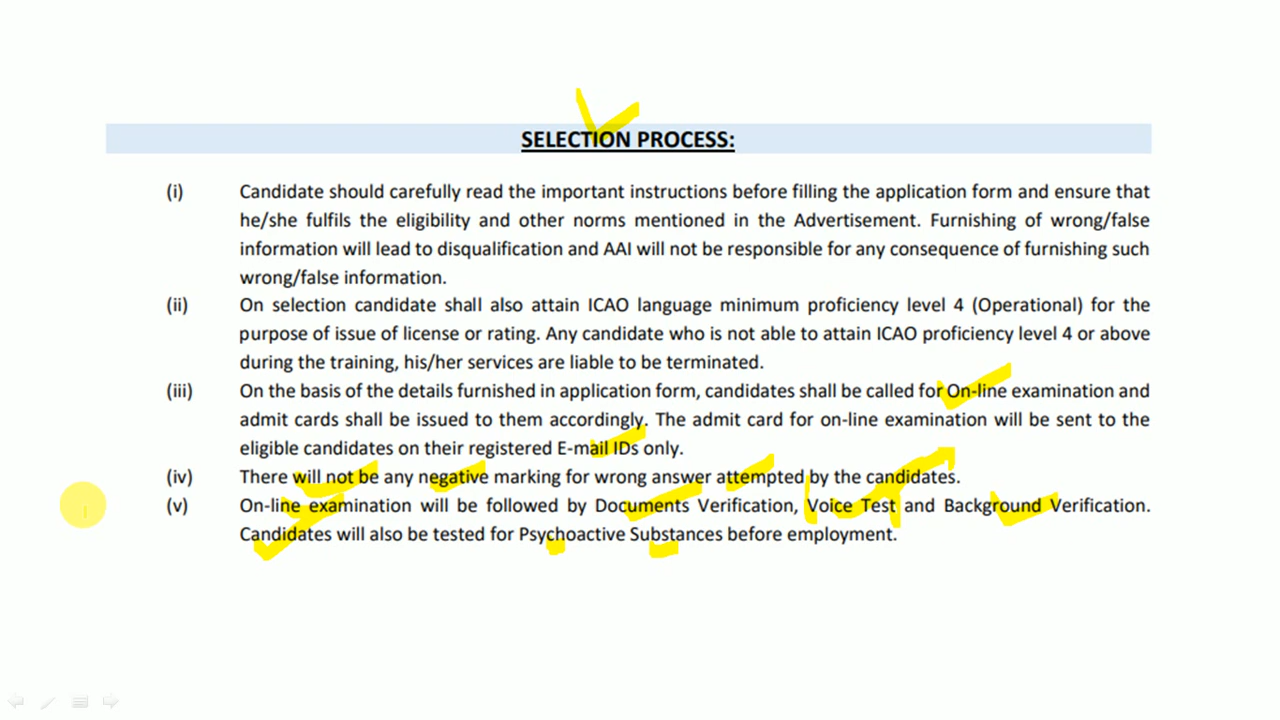 SELECTION PROCESS:
(i) Candidate should carefully read the important instructions before filling the application form and ensure that
he/she fulfils the eligibility and other norms mentioned in the Advertisement. Furnishing of wrong/false
information will lead to disqualification and AAI will not be responsible for any consequence of furnishing such
wrong/false information.
(ii) On selection candidate shall also attain ICAO language minimum proficiency level 4 (Operational) for the
purpose of issue of license or rating. Any candidate who is not able to attain ICAO proficiency level 4 or above
during the training, his/her services are liable to be terminated.
(iii) On the basis of the details furnished in application form, candidates shall be called for On-line examination and
admit cards shall be issued to them accordingly. The admit card for on-line examination will be sent to the
eligible candidates on their registered E-mail IDs only.
(iv) There will not be any negative marking for wrong answer attempted by the candidates.
(v) On-line examination will be followed by Documents Verification, Voice Test and Background Verification.
Candidates will also be tested for Psychoactive Substances before employment.